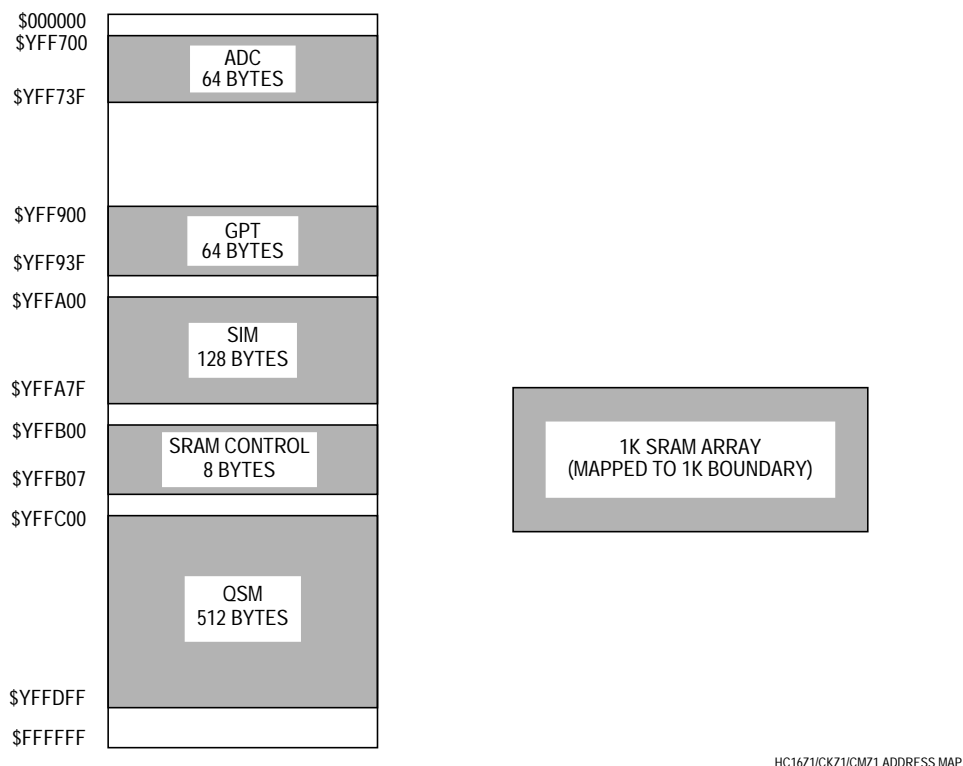 $000000
$YFF700
ADC
64 BYTES
$YFF73F
$YFF900
GPT
64 BYTES
$YFF93F
$YFFA00
SIM
128 BYTES
$YFFA7F
$YFFB00
SRAM CONTROL
8 BYTES
$YFFB07
1K SRAM ARRAY
(MAPPED TO 1K BOUNDARY)
$YFFC00
QSM
512 BYTES
$YFFDFF
$FFFFFF
HC16Z1/CKZ1/CMZ1 ADDRESS MAP